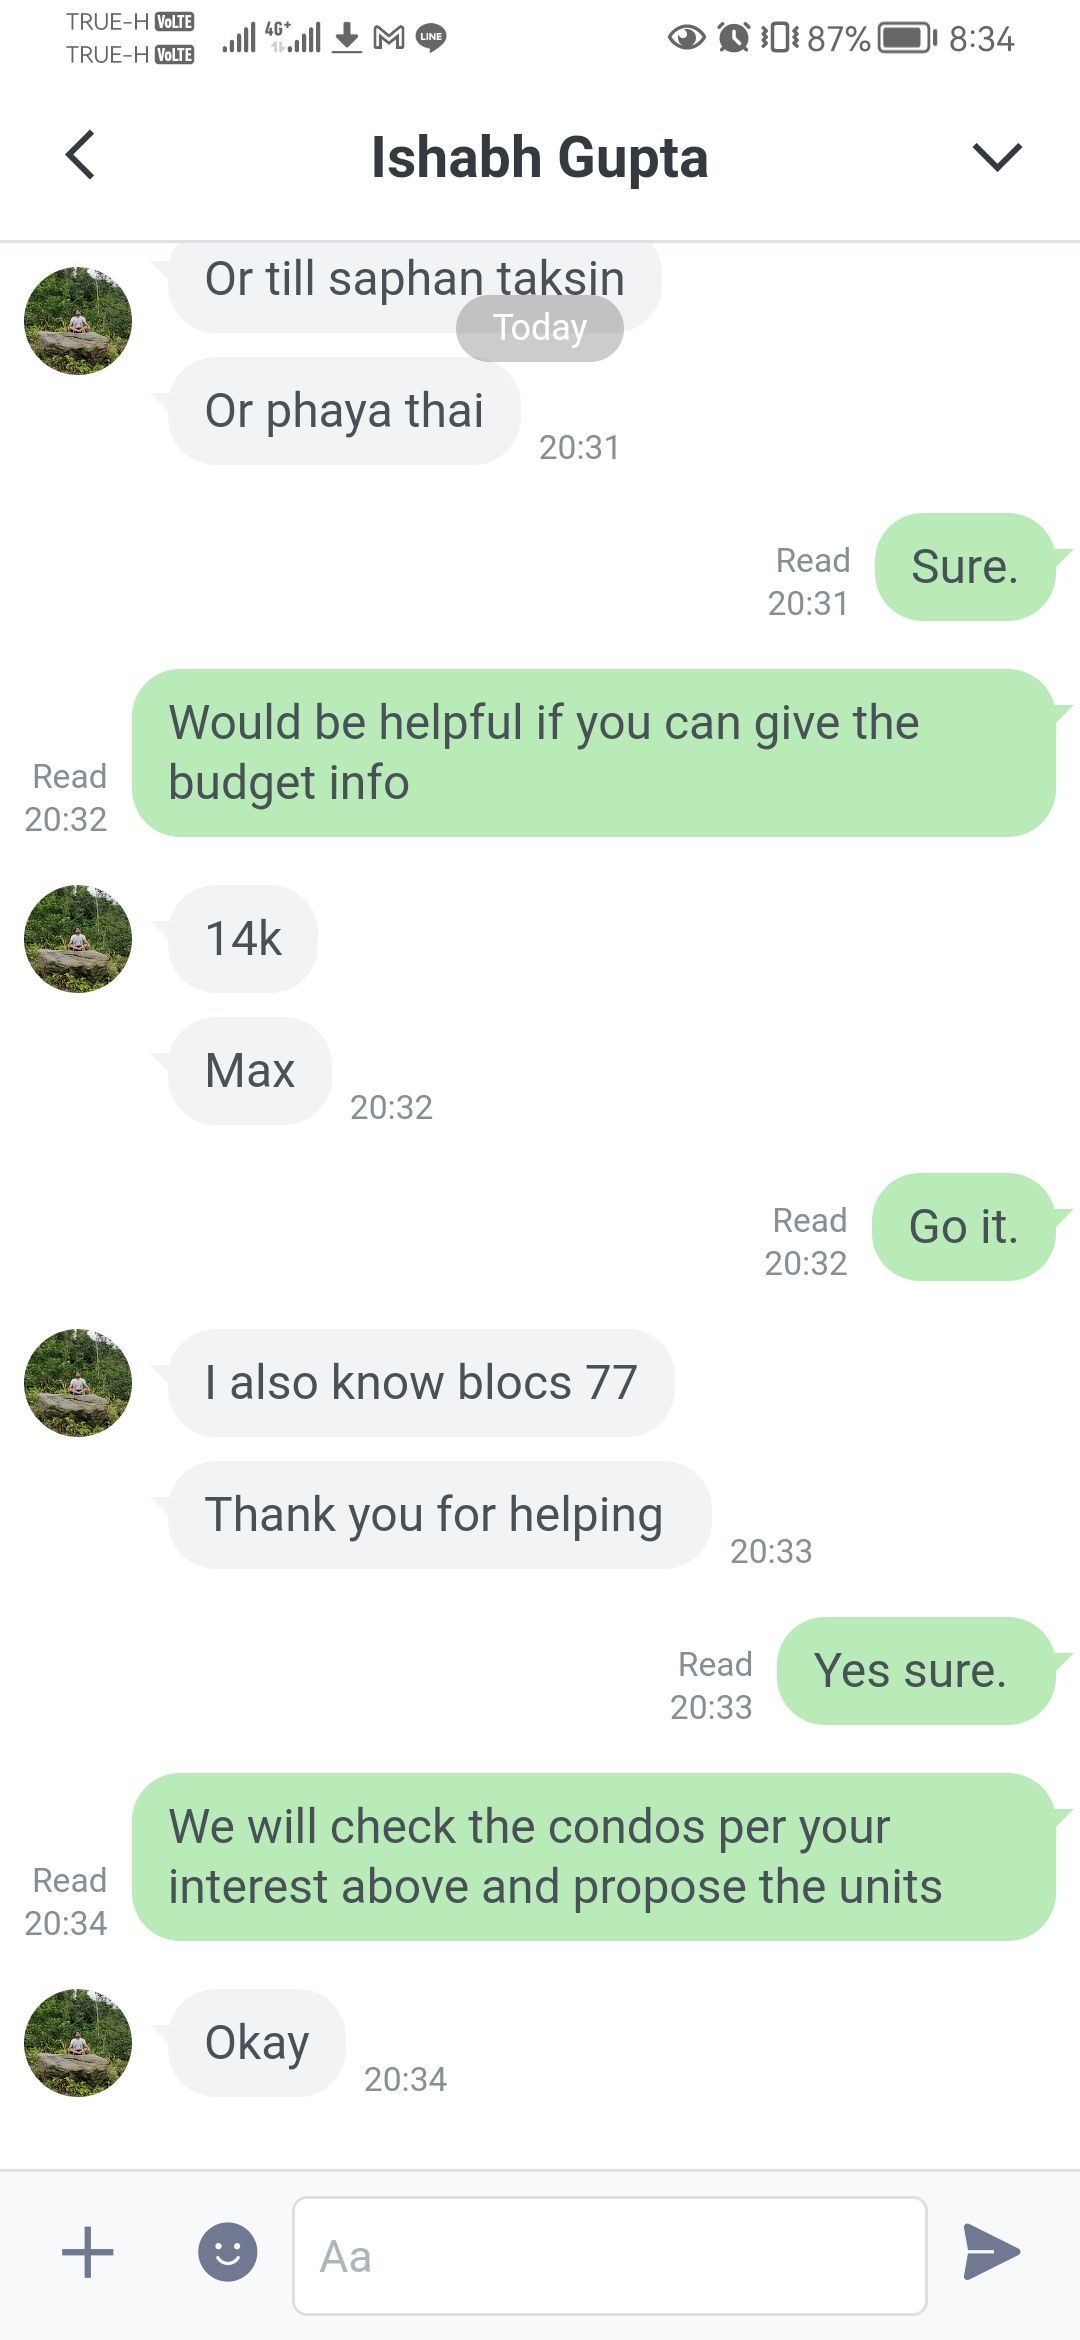 TRUE-H VoLTE
TRUE-H VoLTE
4G+
LINE
87%
8:34
Ishabh Gupta
Or till saphan taksin
Today
Or phaya thai
20:31
Sure.
Read
20:31
Would be helpful if you can give the
budget info
Read
20:32
14k
Max
20:32
Go it.
Read
20:32
I also know blocs 77
Thank you for helping
20:33
Yes sure.
Read
20:33
We will check the condos per your
interest above and propose the units
Read
20:34
Okay
20:34
Aa